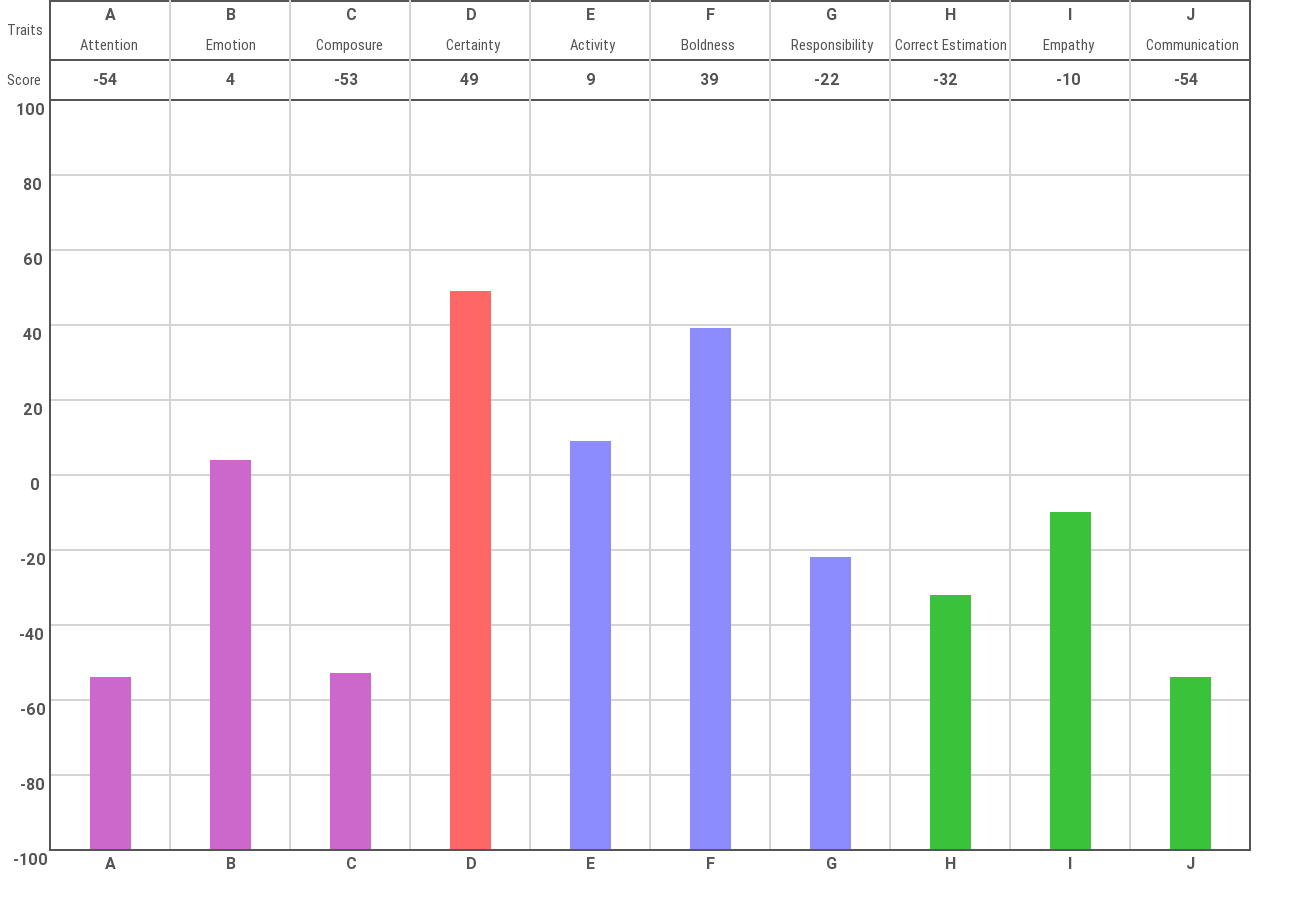 A B C D E F G H I J
Traits Attention Emotion Composure Certainty Activity Boldness Responsibility Correct Estimation Empathy Communication
Score -54 4 -53 49 9 39 -22 -32 -10 -54
100
80
60
40
20
0
-20
-40
-60
-80
-100
A B C D E F G H I J